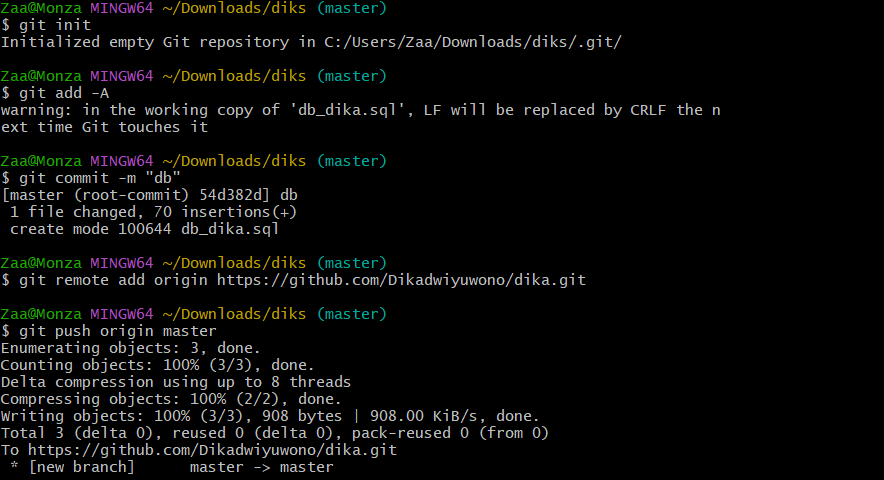 Zaa@Monza MINGW64 ~/Downloads/diks (master)
$ git init
Initialized empty Git repository in C:/Users/Zaa/Downloads/diks/.git/
Zaa@Monza MINGW64 ~/Downloads/diks (master)
$ git add -A
warning: in the working copy of 'db_dika.sql', LF will be replaced by CRLF the n
ext time Git touches it
Zaa@Monza MINGW64 ~/Downloads/diks (master)
$ git commit -m "db"
[master (root-commit) 54d382d] db
 1 file changed, 70 insertions(+)
 create mode 100644 db_dika.sql
Zaa@Monza MINGW64 ~/Downloads/diks (master)
$ git remote add origin https://github.com/Dikadwiyuwono/dika.git
Zaa@Monza MINGW64 ~/Downloads/diks (master)
$ git push origin master
Enumerating objects: 3, done.
Counting objects: 100% (3/3), done.
Delta compression using up to 8 threads
Compressing objects: 100% (2/2), done.
Writing objects: 100% (3/3), 908 bytes | 908.00 KiB/s, done.
Total 3 (delta 0), reused 0 (delta 0), pack-reused 0 (from 0)
To https://github.com/Dikadwiyuwono/dika.git
 * [new branch]      master -> master